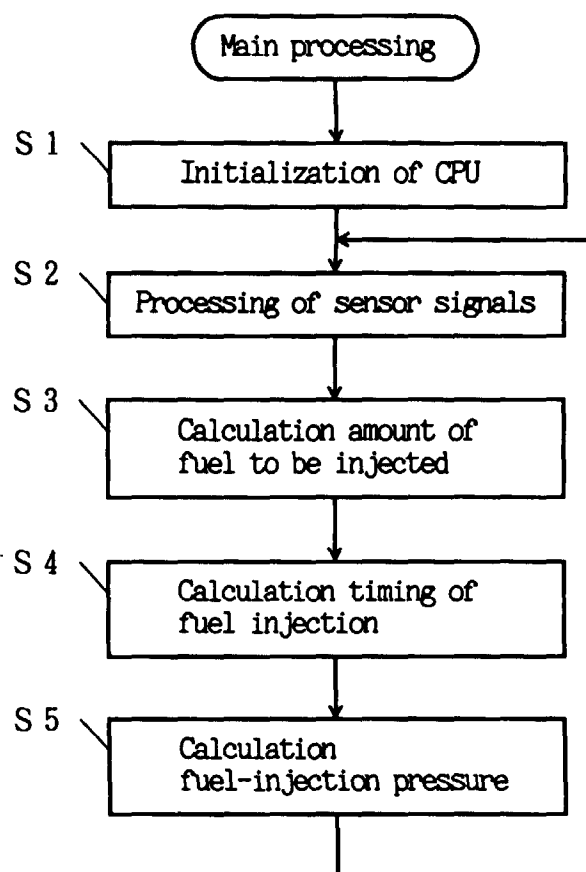 Main processing
S 1
Initialization of CPU
S 2
Processing of sensor signals
S 3
Calculation amount of
fuel to be injected
S 4
Calculation timing of
fuel injection
S 5
Calculation
fuel-injection pressure